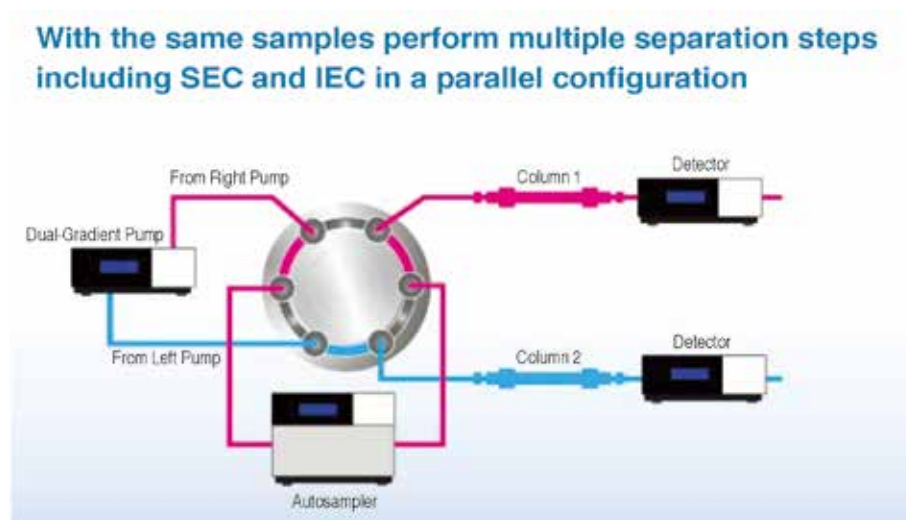 With the same samples perform multiple separation steps
including SEC and IEC in a parallel configuration
From Right Pump
Column 1
Detector
Dual-Gradient Pump
From Left Pump
Column 2
Detector
Autosampler